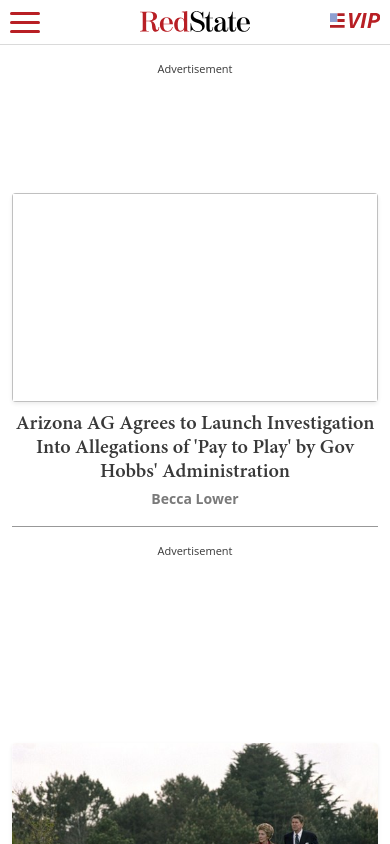 RedState
VIP
Advertisement
Arizona AG Agrees to Launch Investigation
Into Allegations of 'Pay to Play' by Gov
Hobbs' Administration
Becca Lower
Advertisement